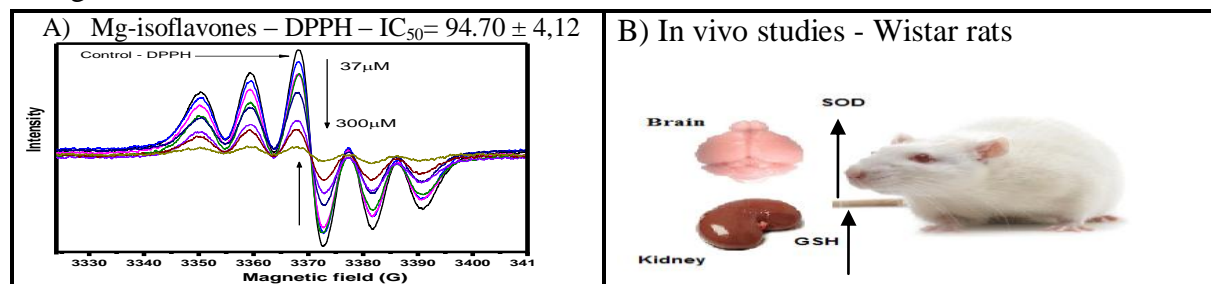 A) Mg-isoflavones – DPPH – IC50= 94.70 ± 4,12
Control - DPPH
37µM
300µM
Intensity
3330 3340 3350 3360 3370 3380 3390 3400 341
Magnetic field (G)
B) In vivo studies - Wistar rats
SOD
Brain
GSH
Kidney